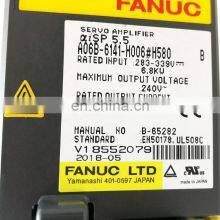 FANUC
SERVO AMPLIFIER
αiSP 5.5
A06B-6141-H006#H580 B
RATED INPUT 283-339V
6.8kW
MAXIMUM OUTPUT VOLTAGE
240V~
RATED OUTPUT CURRENT
MANUAL NO B-65282
STANDARD EN50178.UL508C
V18552079
2018-05
FANUC LTD
Yamanashi 401-0597 JAPAN